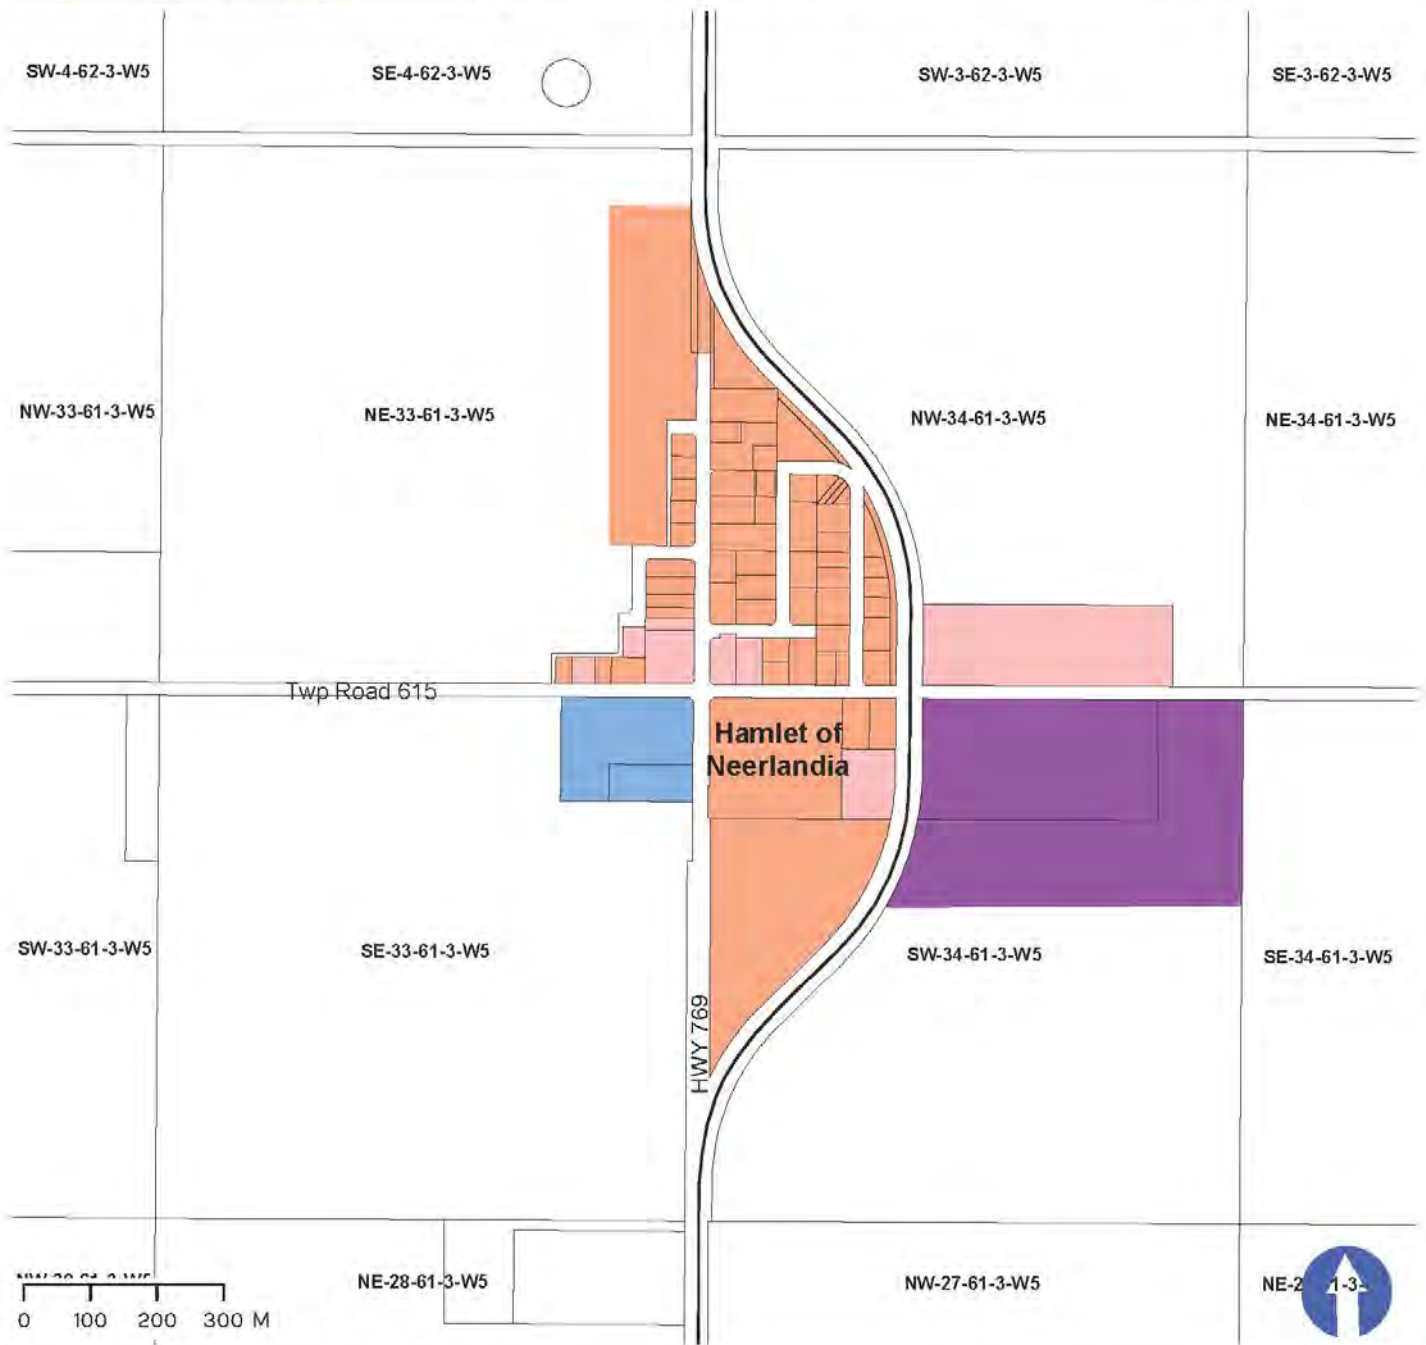 SW-4-62-3-W5
SE-4-62-3-W5
SW-3-62-3-W5
SE-3-62-3-W5
NW-33-61-3-W5
NE-33-61-3-W5
NW-34-61-3-W5
NE-34-61-3-W5
Twp Road 615
Hamlet of
Neerlandia
SW-33-61-3-W5
SE-33-61-3-W5
SW-34-61-3-W5
SE-34-61-3-W5
HWY 769
NE-28-61-3-W5
NW-27-61-3-W5
0 100 200 300 M